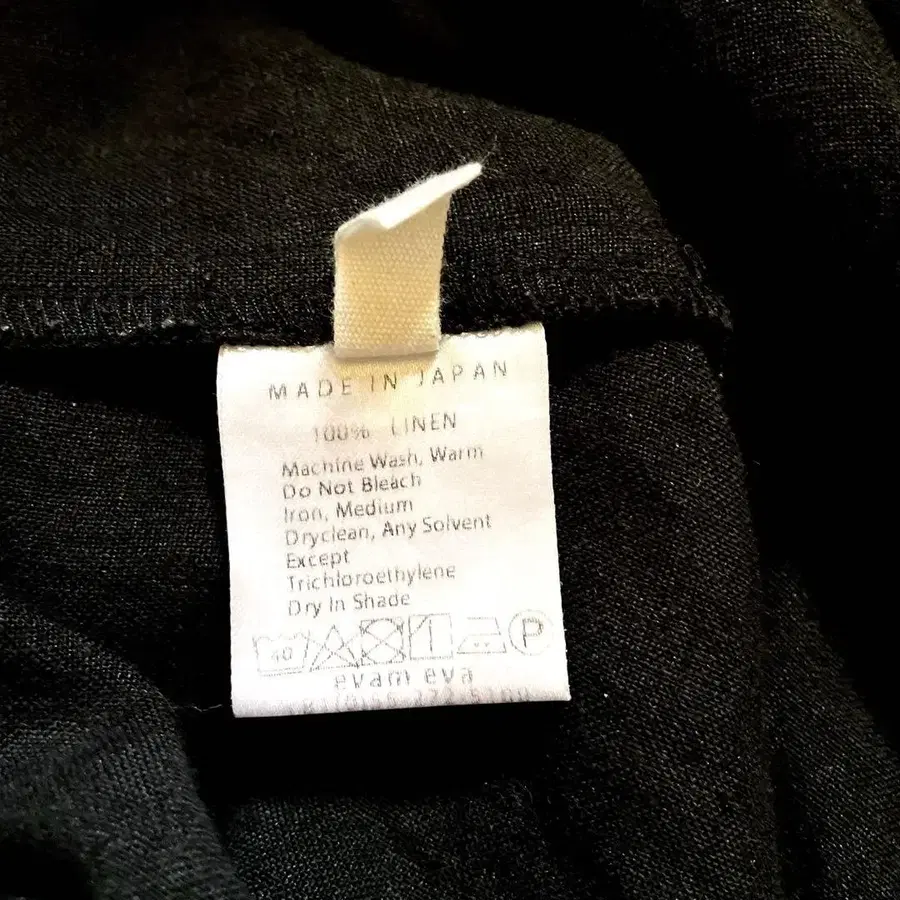 MADE IN JAPAN
100% LINEN
Machine Wash, Warm
Do Not Bleach
Iron, Medium
Dryclean, Any Solvent
Except
Trichloroethylene
Dry In Shade
40 P
evam eva